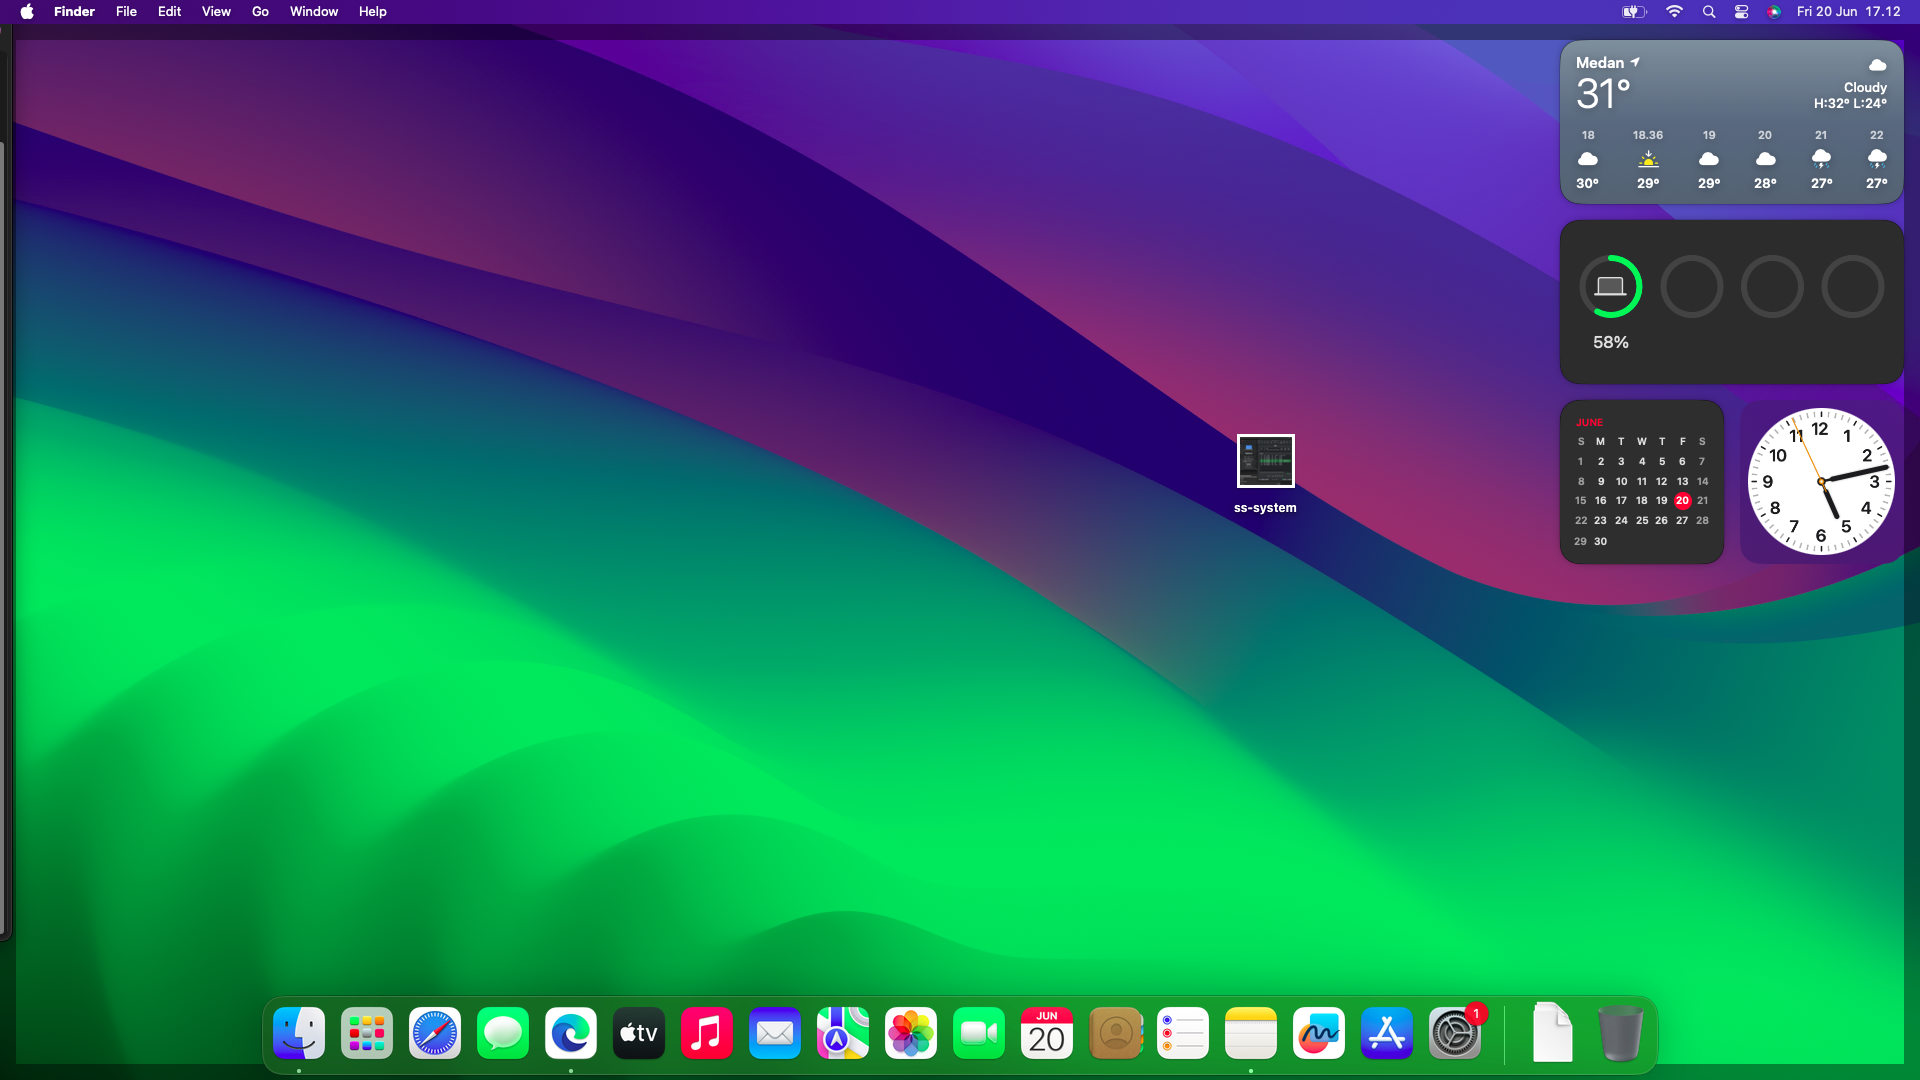 Finder File Edit View Go Window Help
Fri 20 Jun 17.12
Medan
31°
Cloudy
H:32° L:24°
18 18.36 19 20 21 22
30° 29° 29° 28° 27° 27°
58%
JUNE
S M T W T F S
1 2 3 4 5 6 7
8 9 10 11 12 13 14
15 16 17 18 19 20 21
22 23 24 25 26 27 28
29 30
12
1
2
3
4
5
6
7
8
9
10
11
ss-system
tv
JUN
20
1